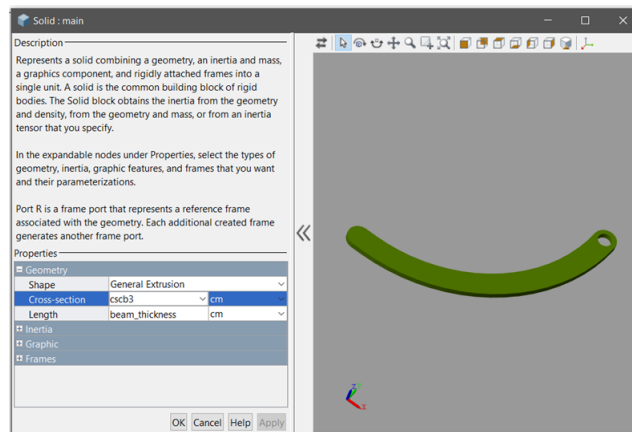 Solid : main
Description
Represents a solid combining a geometry, an inertia and mass,
a graphics component, and rigidly attached frames into a
single unit. A solid is the common building block of rigid
bodies. The Solid block obtains the inertia from the geometry
and density, from the geometry and mass, or from an inertia
tensor that you specify.
In the expandable nodes under Properties, select the types of
geometry, inertia, graphic features, and frames that you want
and their parameterizations.
Port R is a frame port that represents a reference frame
associated with the geometry. Each additional created frame
generates another frame port.
Properties
Geometry
Shape General Extrusion
Cross-section cscb3 cm
Length beam_thickness cm
Inertia
Graphic
Frames
OK Cancel Help Apply